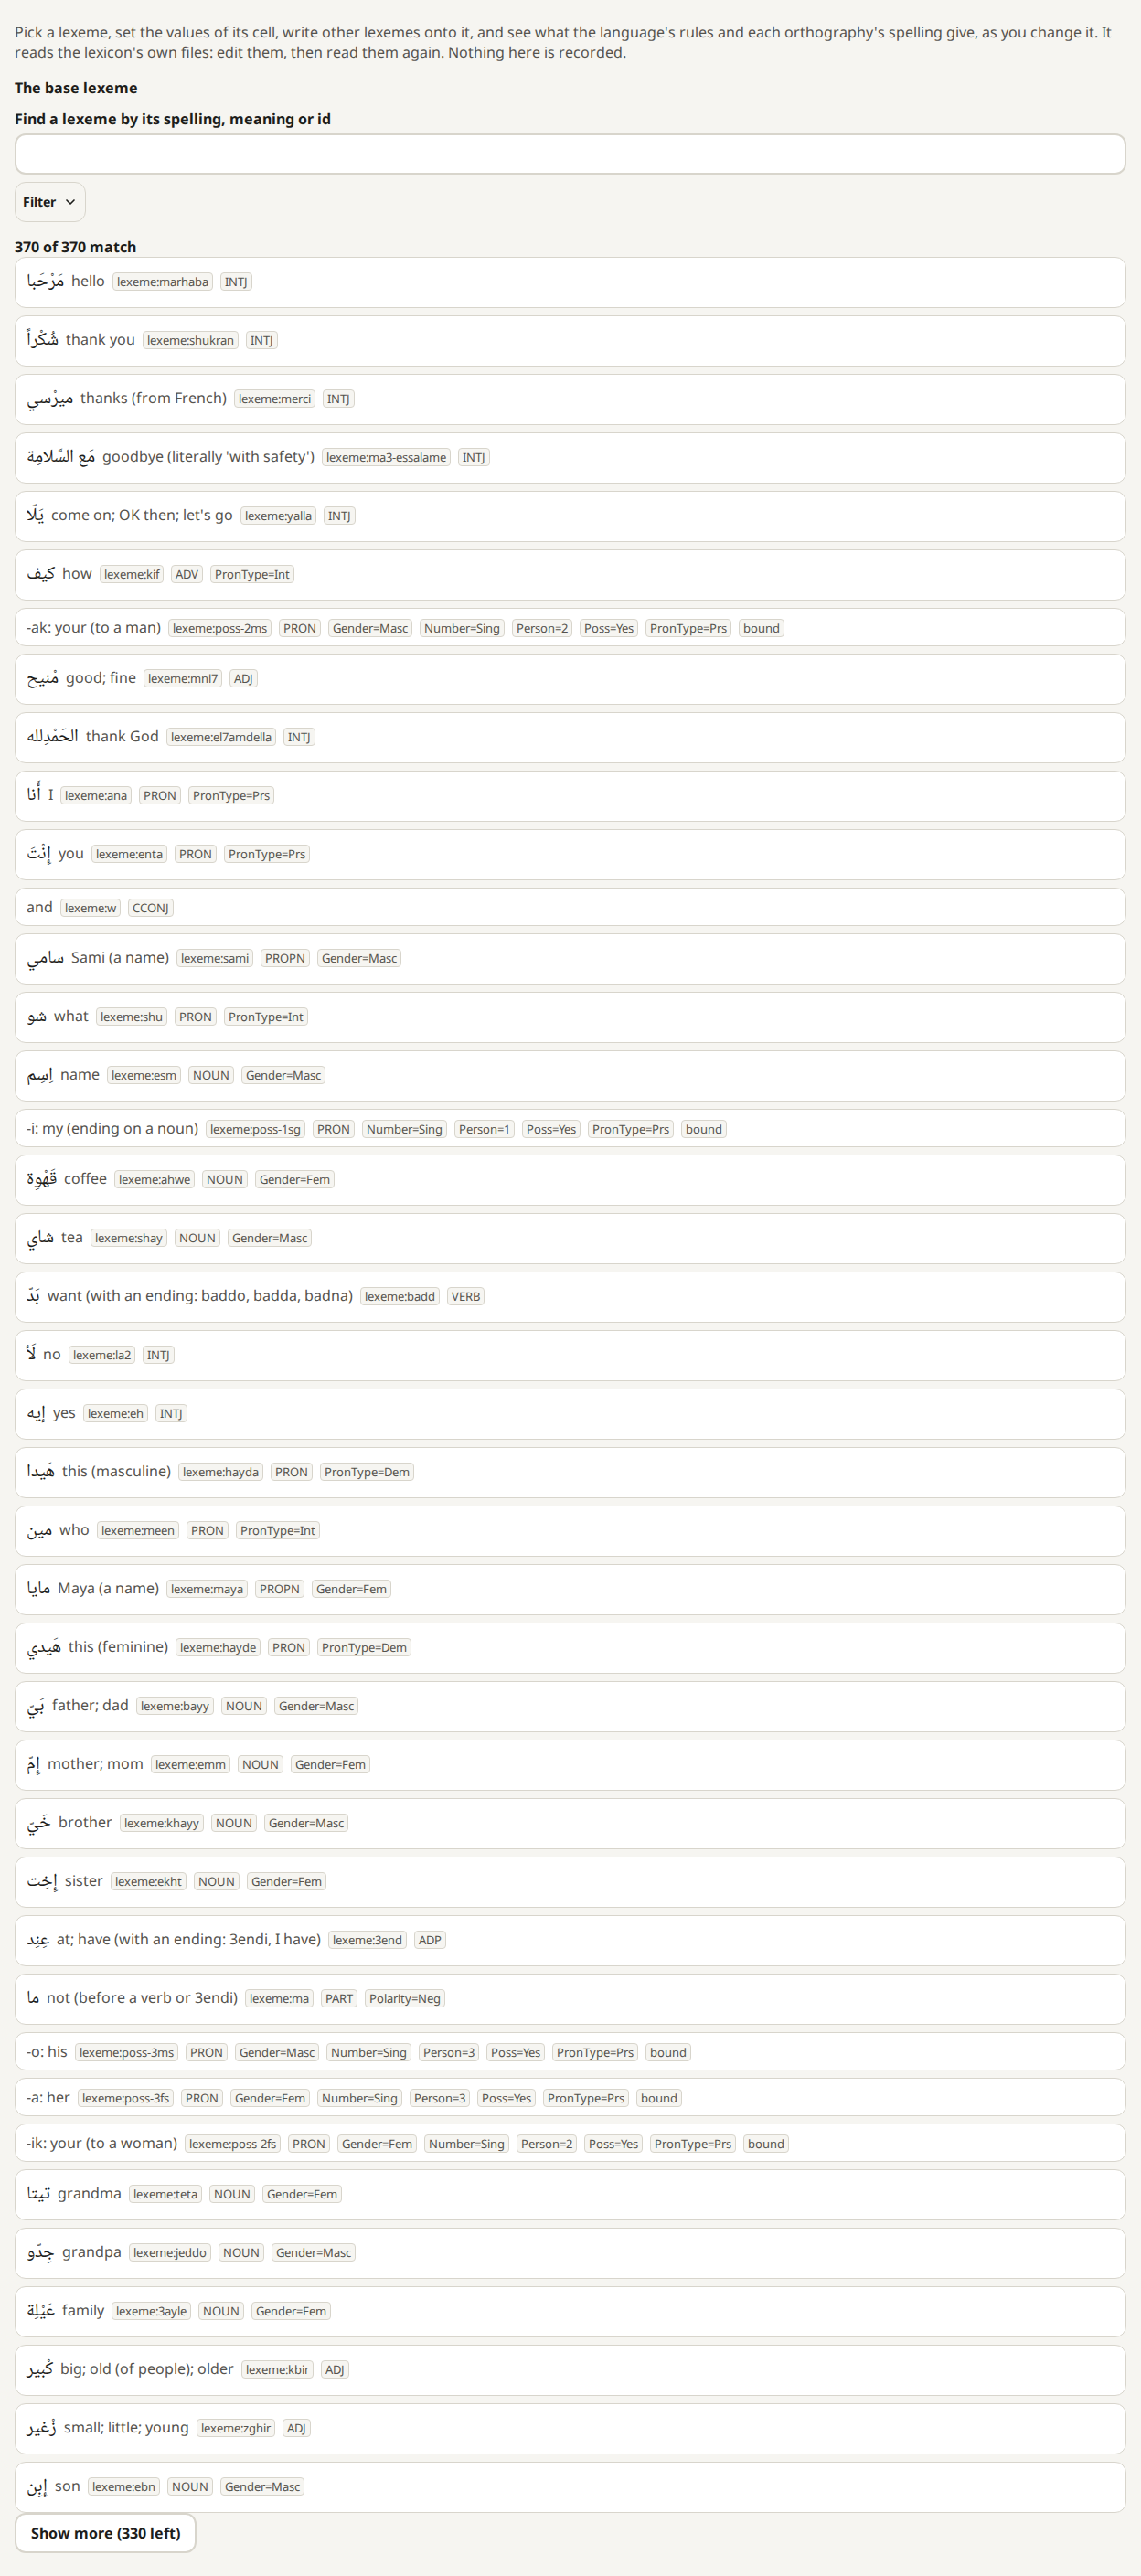 Pick a lexeme, set the values of its cell, write other lexemes onto it, and see what the language's rules and each orthography's spelling give, as you change it. It
reads the lexicon's own files: edit them, then read them again. Nothing here is recorded.
The base lexeme
Find a lexeme by its spelling, meaning or id
Filter
370 of 370 match
مَرْحَبا hello lexeme:marhaba INTJ
شُكْراً thank you lexeme:shukran INTJ
ميرْسي thanks (from French) lexeme:merci INTJ
مَع السَّلامِة goodbye (literally 'with safety') lexeme:ma3-essalame INTJ
يَلّا come on; OK then; let's go lexeme:yalla INTJ
كيف how lexeme:kif ADV PronType=Int
-ak: your (to a man) lexeme:poss-2ms PRON Gender=Masc Number=Sing Person=2 Poss=Yes PronType=Prs bound
مْنيح good; fine lexeme:mni7 ADJ
الحَمْدِلله thank God lexeme:el7amdella INTJ
أَنا I lexeme:ana PRON PronType=Prs
إِنْتَ you lexeme:enta PRON PronType=Prs
and lexeme:w CCONJ
سامي Sami (a name) lexeme:sami PROPN Gender=Masc
شو what lexeme:shu PRON PronType=Int
اِسِم name lexeme:esm NOUN Gender=Masc
-i: my (ending on a noun) lexeme:poss-1sg PRON Number=Sing Person=1 Poss=Yes PronType=Prs bound
قَهْوِة coffee lexeme:ahwe NOUN Gender=Fem
شاي tea lexeme:shay NOUN Gender=Masc
بَدّ want (with an ending: baddo, badda, badna) lexeme:badd VERB
لَأ no lexeme:la2 INTJ
إيه yes lexeme:eh INTJ
هَيدا this (masculine) lexeme:hayda PRON PronType=Dem
مين who lexeme:meen PRON PronType=Int
مايا Maya (a name) lexeme:maya PROPN Gender=Fem
هَيدي this (feminine) lexeme:hayde PRON PronType=Dem
بَيّ father; dad lexeme:bayy NOUN Gender=Masc
إِمّ mother; mom lexeme:emm NOUN Gender=Fem
خَيّ brother lexeme:khayy NOUN Gender=Masc
إِخِت sister lexeme:ekht NOUN Gender=Fem
عِنِد at; have (with an ending: 3endi, I have) lexeme:3end ADP
ما not (before a verb or 3endi) lexeme:ma PART Polarity=Neg
-o: his lexeme:poss-3ms PRON Gender=Masc Number=Sing Person=3 Poss=Yes PronType=Prs bound
-a: her lexeme:poss-3fs PRON Gender=Fem Number=Sing Person=3 Poss=Yes PronType=Prs bound
-ik: your (to a woman) lexeme:poss-2fs PRON Gender=Fem Number=Sing Person=2 Poss=Yes PronType=Prs bound
تيتا grandma lexeme:teta NOUN Gender=Fem
جِدّو grandpa lexeme:jeddo NOUN Gender=Masc
عَيْلِة family lexeme:3ayle NOUN Gender=Fem
كْبير big; old (of people); older lexeme:kbir ADJ
زْغير small; little; young lexeme:zghir ADJ
إِبِن son lexeme:ebn NOUN Gender=Masc
Show more (330 left)